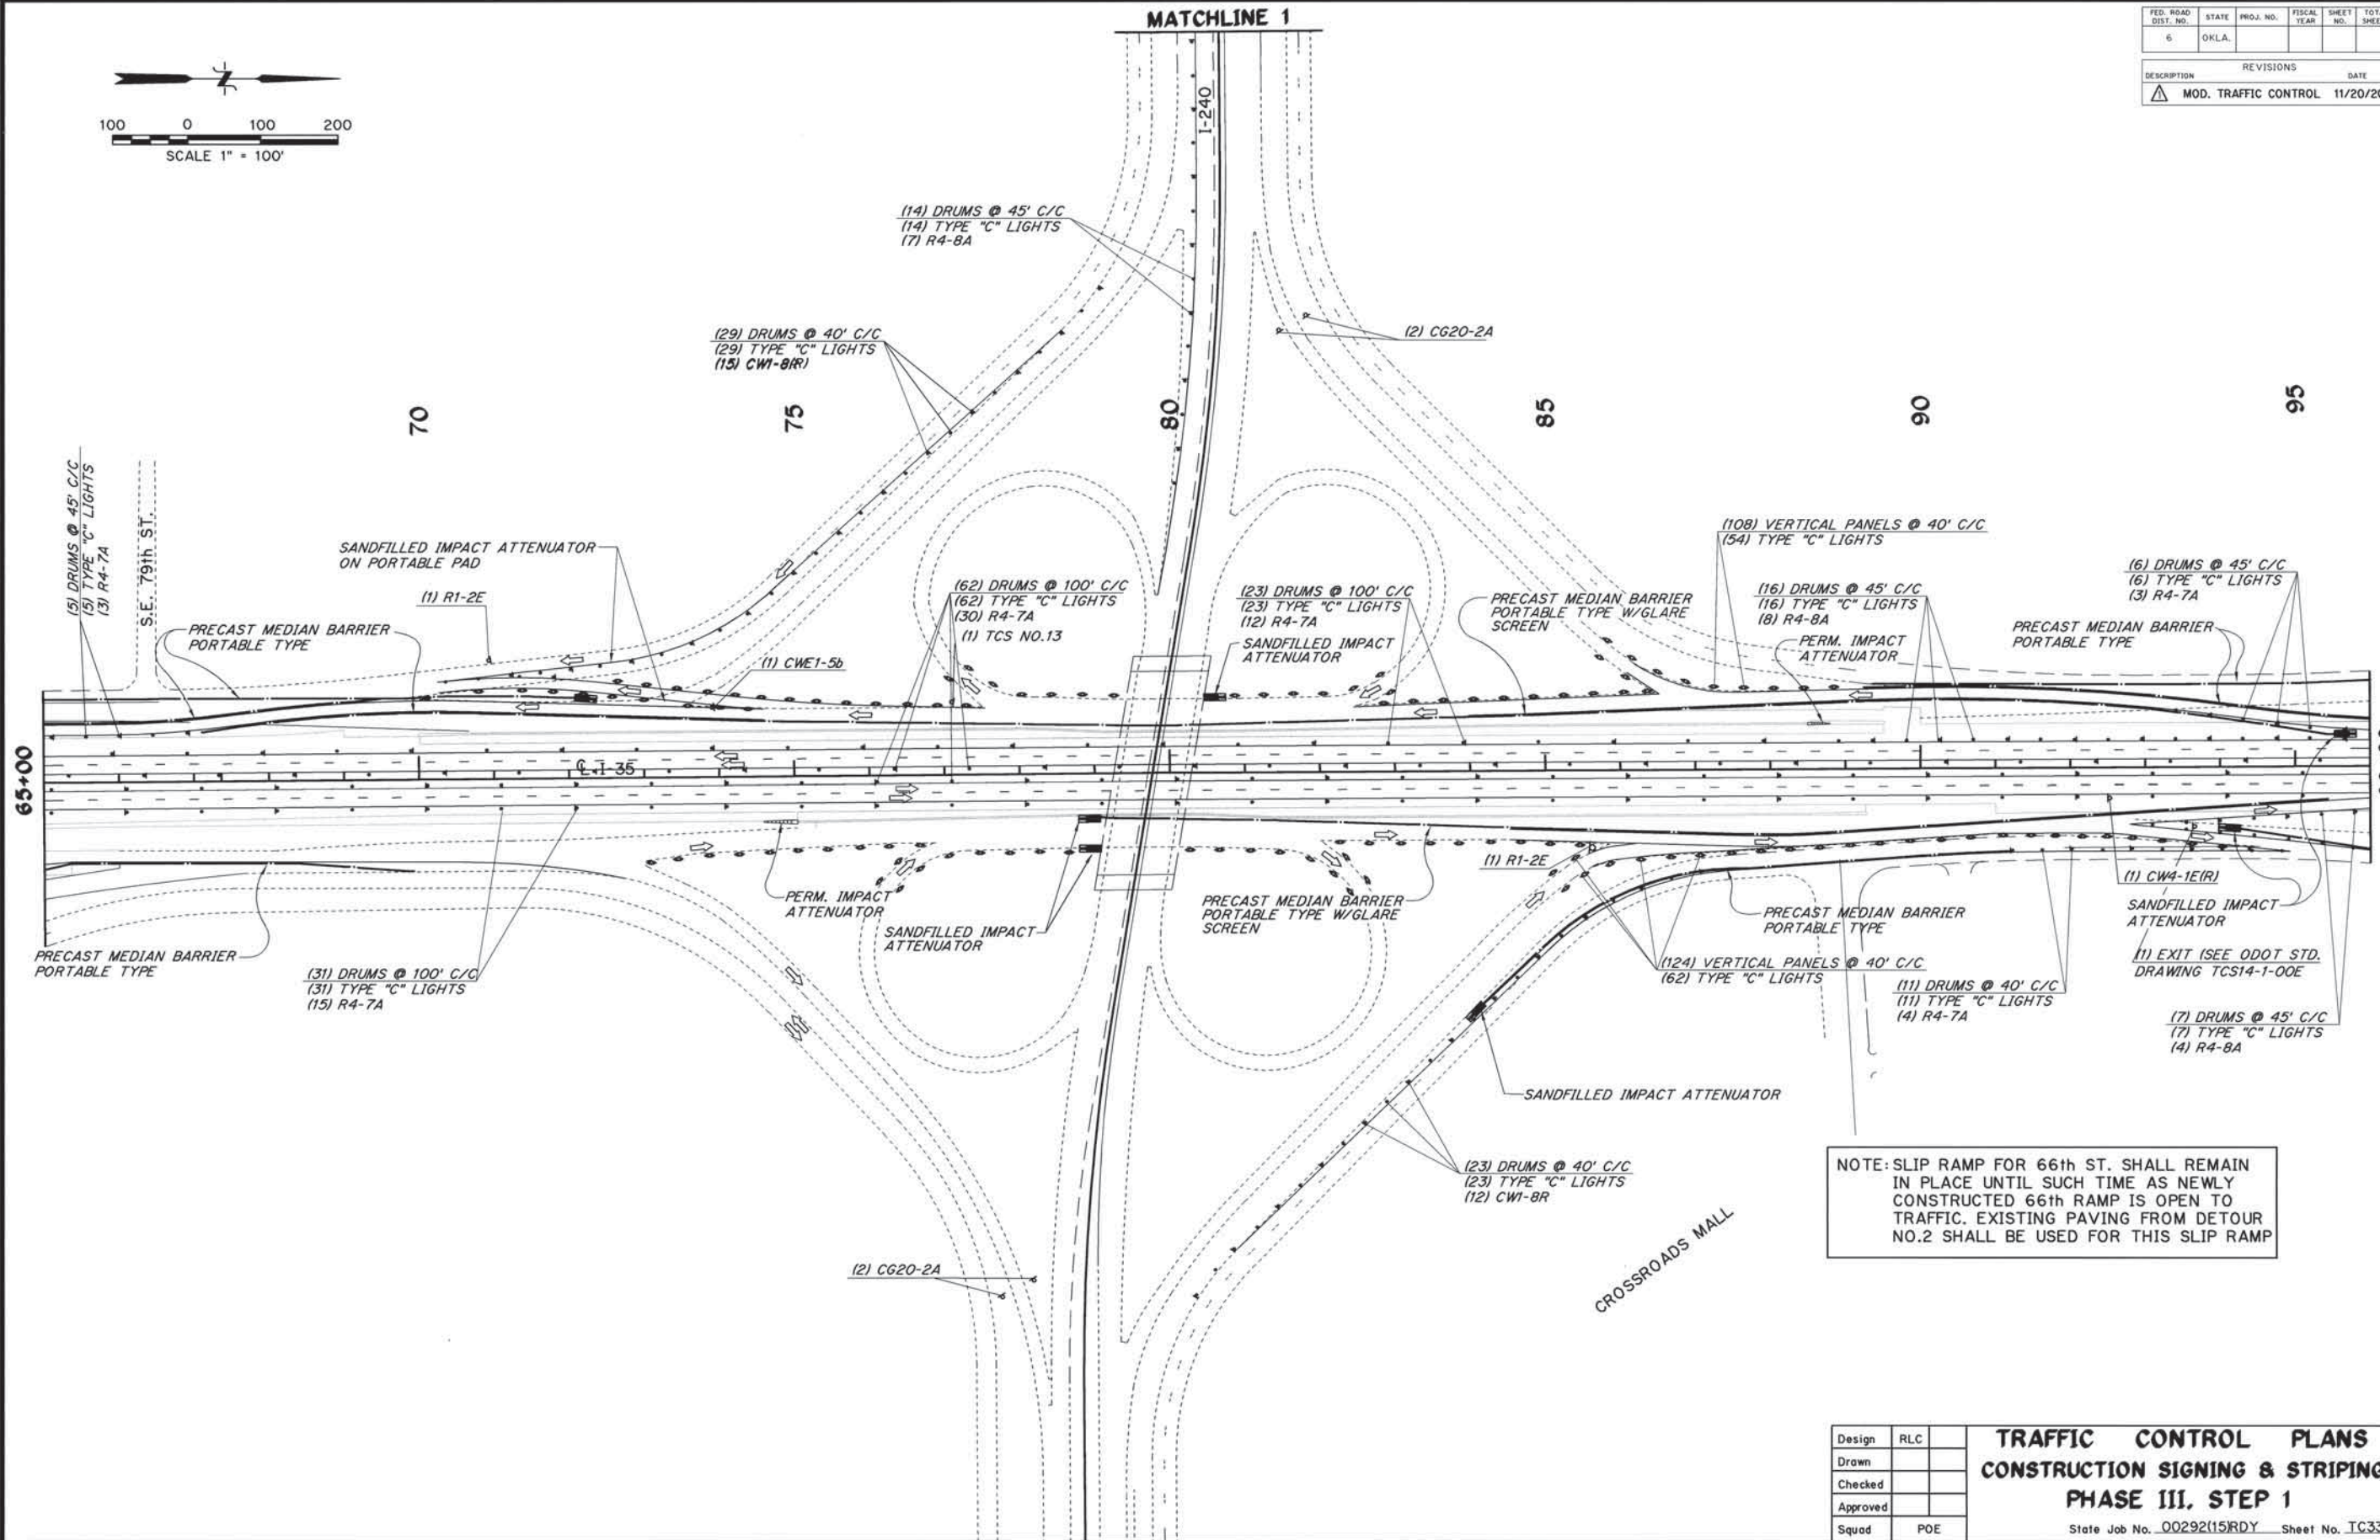 MATCHLINE 1
FED. ROAD DIST. NO. STATE PROJ. NO. FISCAL YEAR SHEET NO.
6 OKLA.
REVISIONS
DESCRIPTION DATE
1 MOD. TRAFFIC CONTROL
Z
100 0 100 200
SCALE 1" = 100'
I-240
(14) DRUMS @ 45' C/C
(14) TYPE "C" LIGHTS
(7) R4-8A
(29) DRUMS @ 40' C/C
(29) TYPE "C" LIGHTS
(15) CW1-8(R)
(2) CG20-2A
70
75
80
85
90
95
(5) DRUMS @ 45' C/C
(5) TYPE "C" LIGHTS
(3) R4-7A
S.E. 79th ST.
SANDFILLED IMPACT ATTENUATOR
ON PORTABLE PAD
(1) R1-2E
PRECAST MEDIAN BARRIER
PORTABLE TYPE
(1) CWE1-5b
(62) DRUMS @ 100' C/C
(62) TYPE "C" LIGHTS
(30) R4-7A
(1) TCS NO.13
(23) DRUMS @ 100' C/C
(23) TYPE "C" LIGHTS
(12) R4-7A
SANDFILLED IMPACT
ATTENUATOR
PRECAST MEDIAN BARRIER
PORTABLE TYPE W/GLARE
SCREEN
(108) VERTICAL PANELS @ 40' C/C
(54) TYPE "C" LIGHTS
(16) DRUMS @ 45' C/C
(16) TYPE "C" LIGHTS
(8) R4-8A
PERM. IMPACT
ATTENUATOR
(6) DRUMS @ 45' C/C
(6) TYPE "C" LIGHTS
(3) R4-7A
PRECAST MEDIAN BARRIER
PORTABLE TYPE
65+00
℄ I-35
PRECAST MEDIAN BARRIER
PORTABLE TYPE
(31) DRUMS @ 100' C/C
(31) TYPE "C" LIGHTS
(15) R4-7A
PERM. IMPACT
ATTENUATOR
SANDFILLED IMPACT
ATTENUATOR
PRECAST MEDIAN BARRIER
PORTABLE TYPE W/GLARE
SCREEN
(1) R1-2E
PRECAST MEDIAN BARRIER
PORTABLE TYPE
(124) VERTICAL PANELS @ 40' C/C
(62) TYPE "C" LIGHTS
(11) DRUMS @ 40' C/C
(11) TYPE "C" LIGHTS
(4) R4-7A
(1) CW4-1E(R)
SANDFILLED IMPACT
ATTENUATOR
(1) EXIT (SEE ODOT STD.
DRAWING TCS14-1-00E
(7) DRUMS @ 45' C/C
(7) TYPE "C" LIGHTS
(4) R4-8A
SANDFILLED IMPACT ATTENUATOR
(23) DRUMS @ 40' C/C
(23) TYPE "C" LIGHTS
(12) CW1-8R
(2) CG20-2A
CROSSROADS MALL
NOTE: SLIP RAMP FOR 66th ST. SHALL REMAIN
IN PLACE UNTIL SUCH TIME AS NEWLY
CONSTRUCTED 66th RAMP IS OPEN TO
TRAFFIC. EXISTING PAVING FROM DETOUR
NO.2 SHALL BE USED FOR THIS SLIP RAMP
Design RLC
Drawn
Checked
Approved
Squad POE
TRAFFIC CONTROL PLANS
CONSTRUCTION SIGNING & STRIPING
PHASE III, STEP 1
State Job No. 00292(15)RDY Sheet No.